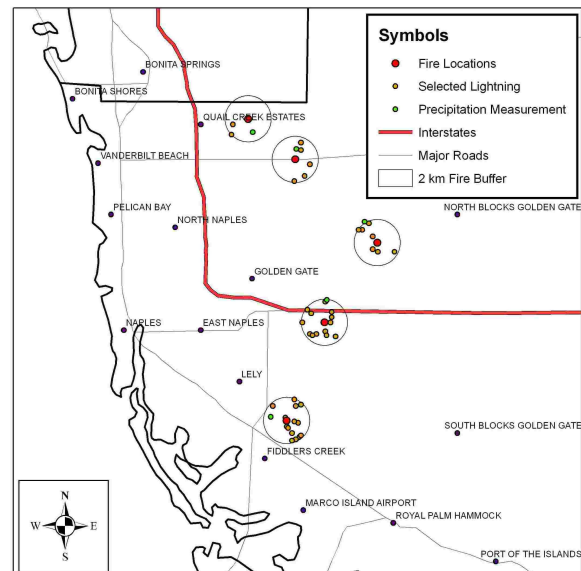 Symbols
Fire Locations
Selected Lightning
Precipitation Measurement
Interstates
Major Roads
2 km Fire Buffer
BONITA SPRINGS
BONITA SHORES
QUAIL CREEK ESTATES
VANDERBILT BEACH
PELICAN BAY
NORTH NAPLES
NORTH BLOCKS GOLDEN GATE
GOLDEN GATE
NAPLES
EAST NAPLES
LELY
SOUTH BLOCKS GOLDEN GATE
FIDDLERS CREEK
MARCO ISLAND AIRPORT
ROYAL PALM HAMMOCK
PORT OF THE ISLANDS
N
W E
S